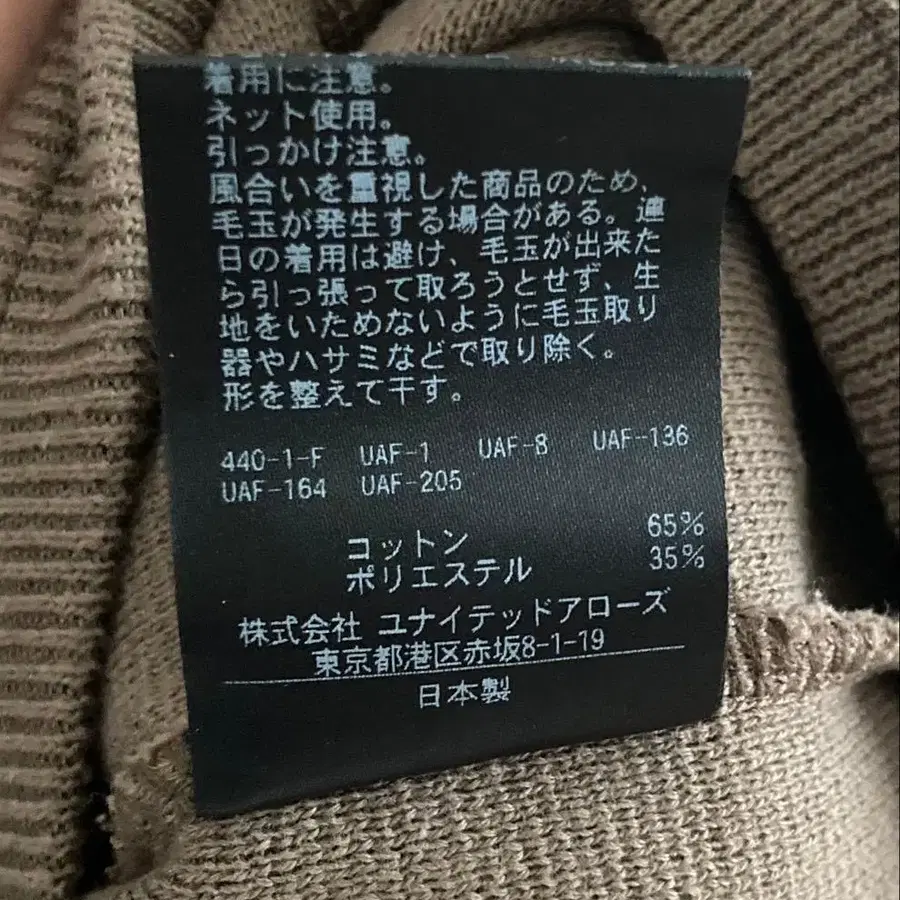 着用に注意。
ネット使用。
引っかけ注意。
風合いを重視した商品のため、
毛玉が発生する場合がある。連
日の着用は避け、毛玉が出来た
ら引っ張って取ろうとせず、生
地をいためないように毛玉取り
器やハサミなどで取り除く。
形を整えて干す。
440-1-F UAF-1 UAF-8 UAF-136
UAF-164 UAF-205
コットン 65%
ポリエステル 35%
株式会社 ユナイテッドアローズ
東京都港区赤坂8-1-19
日本製